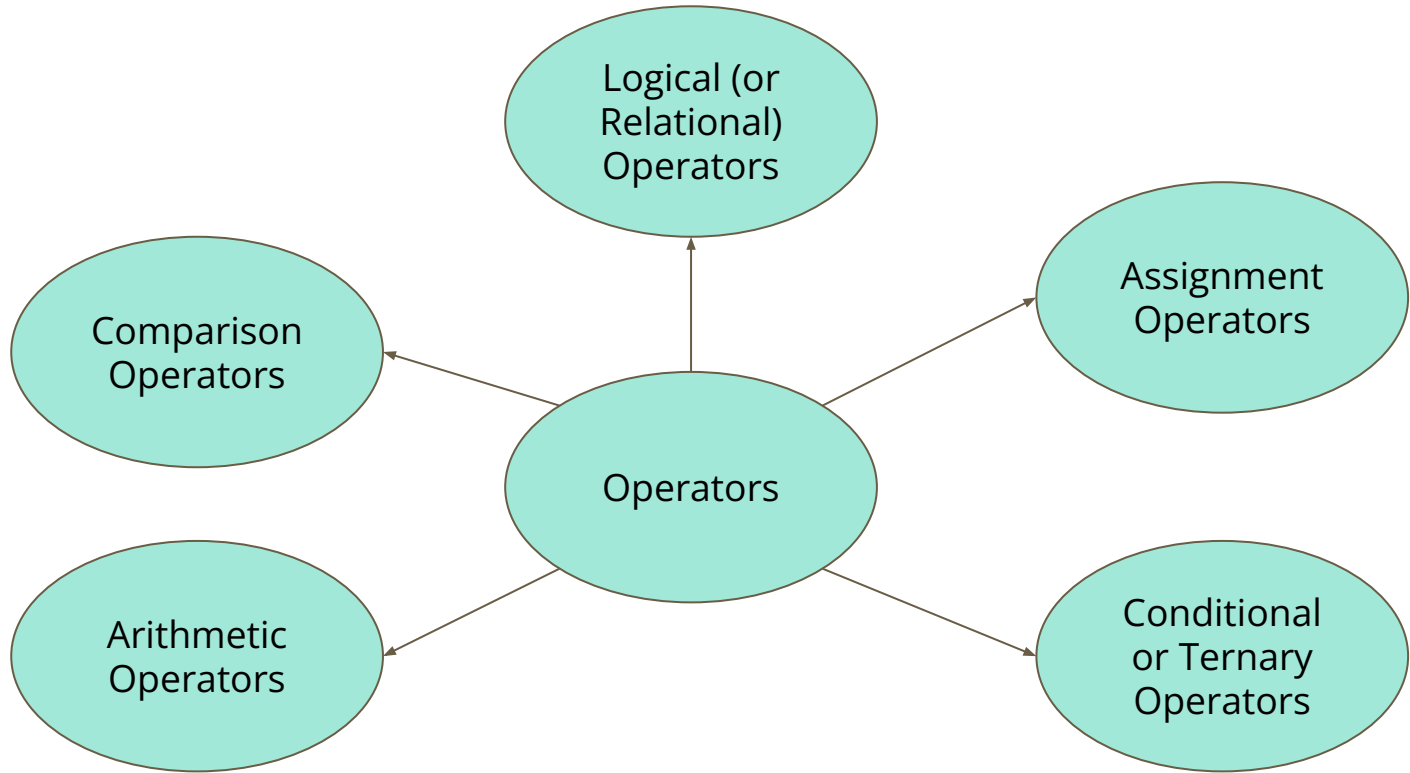 Logical (or
Relational)
Operators
Assignment
Operators
Comparison
Operators
Operators
Arithmetic
Operators
Conditional
or Ternary
Operators